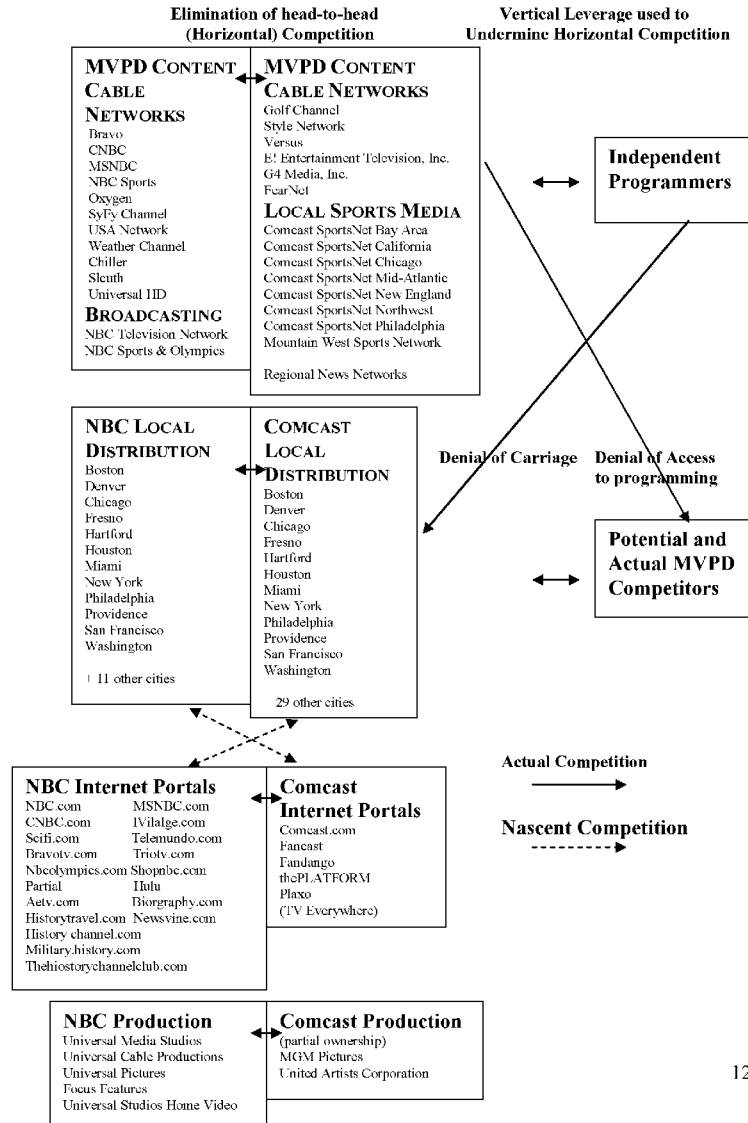 Elimination of head-to-head
(Horizontal) Competition
Vertical Leverage used to
Undermine Horizontal Competition
MVPD CONTENT
CABLE
NETWORKS
Bravo
CNBC
MSNBC
NBC Sports
Oxygen
SyFy Channel
USA Network
Weather Channel
Chiller
Sleuth
Universal HD
BROADCASTING
NBC Television Network
NBC Sports & Olympics
MVPD CONTENT
CABLE NETWORKS
Golf Channel
Style Network
Versus
E! Entertainment Television, Inc.
G4 Media, Inc.
FearNet
LOCAL SPORTS MEDIA
Comcast SportsNet Bay Area
Comcast SportsNet California
Comcast SportsNet Chicago
Comcast SportsNet Mid-Atlantic
Comcast SportsNet New England
Comcast SportsNet Northwest
Comcast SportsNet Philadelphia
Mountain West Sports Network
Regional News Networks
Independent
Programmers
NBC LOCAL
DISTRIBUTION
Boston
Denver
Chicago
Fresno
Hartford
Houston
Miami
New York
Philadelphia
Providence
San Francisco
Washington
+ 11 other cities
COMCAST
LOCAL
DISTRIBUTION
Boston
Denver
Chicago
Fresno
Hartford
Houston
Miami
New York
Philadelphia
Providence
San Francisco
Washington
29 other cities
Denial of Carriage
Denial of Access
to programming
Potential and
Actual MVPD
Competitors
NBC Internet Portals
NBC.com MSNBC.com
CNBC.com IVilalge.com
Scifi.com Telemundo.com
Bravotv.com Triotv.com
Nbcolympics.com Shopnbc.com
Partial Hulu
Aetv.com Biorgraphy.com
Historytravel.com Newsvine.com
History channel.com
Military.history.com
Thehiostorychannelclub.com
Comcast
Internet Portals
Comcast.com
Fancast
Fandango
thePLATFORM
Plaxo
(TV Everywhere)
Actual Competition
Nascent Competition
NBC Production
Universal Media Studios
Universal Cable Productions
Universal Pictures
Focus Features
Universal Studios Home Video
Comcast Production
(partial ownership)
MGM Pictures
United Artists Corporation
12